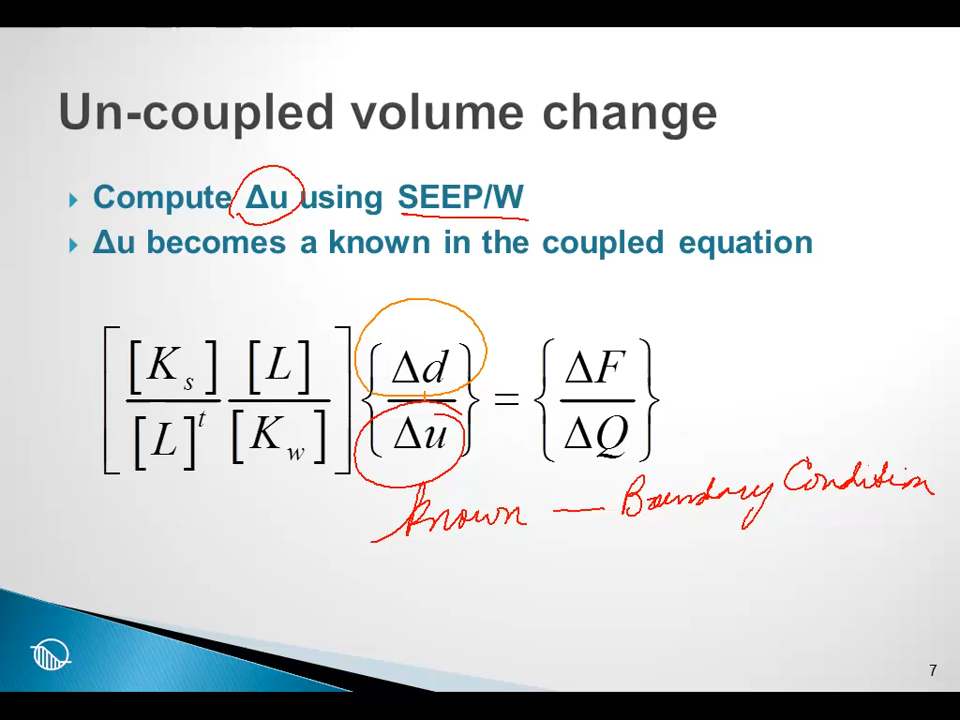 Un-coupled volume change
Compute Δu using SEEP/W
Δu becomes a known in the coupled equation
[K_s] [L] {Δd} = {ΔF}
[L]^t [K_w] {Δu} {ΔQ}
Known — Boundary Condition
7